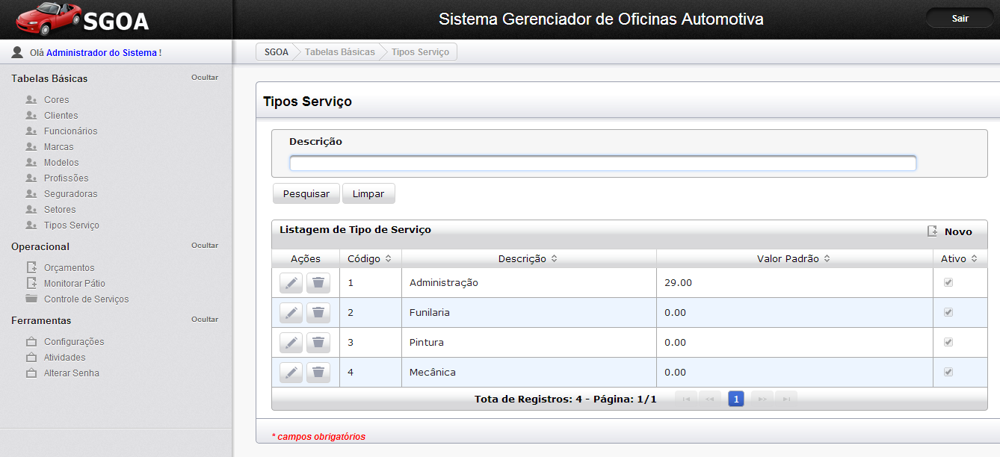 SGOA
Sistema Gerenciador de Oficinas Automotiva
Sair
Olá Administrador do Sistema !
SGOA
Tabelas Básicas
Tipos Serviço
Tabelas Básicas
Ocultar
Cores
Clientes
Funcionários
Marcas
Modelos
Profissões
Seguradoras
Setores
Tipos Serviço
Operacional
Ocultar
Orçamentos
Monitorar Pátio
Controle de Serviços
Ferramentas
Ocultar
Configurações
Atividades
Alterar Senha
Tipos Serviço
Descrição
Pesquisar
Limpar
Listagem de Tipo de Serviço
Novo
Ações Código Descrição Valor Padrão Ativo
1 Administração 29.00
2 Funilaria 0.00
3 Pintura 0.00
4 Mecânica 0.00
Tota de Registros: 4 - Página: 1/1
1
* campos obrigatórios